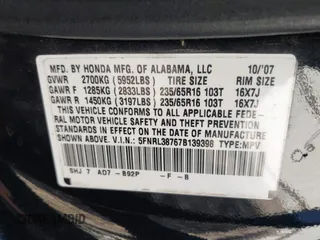 MFD. BY HONDA MFG. OF ALABAMA, LLC 10/'07
GVWR 2700KG (5952LBS) TIRE SIZE RIM SIZE
GAWR F 1285KG (2833LBS) 235/65R16 103T 16X7J
GAWR R 1450KG (3197LBS) 235/65R16 103T 16X7J
THIS VEHICLE CONFORMS TO ALL APPLICABLE FEDE-
RAL MOTOR VEHICLE SAFETY AND THEFT PREVENTION
STANDARDS IN EFFECT ON THE DATE OF MANUFACTURE
SHOWN ABOVE. V.I.N.: 5FNRL38767B139398 TYPE:MPV
SHJ 7 AD7 -B92P -F -B